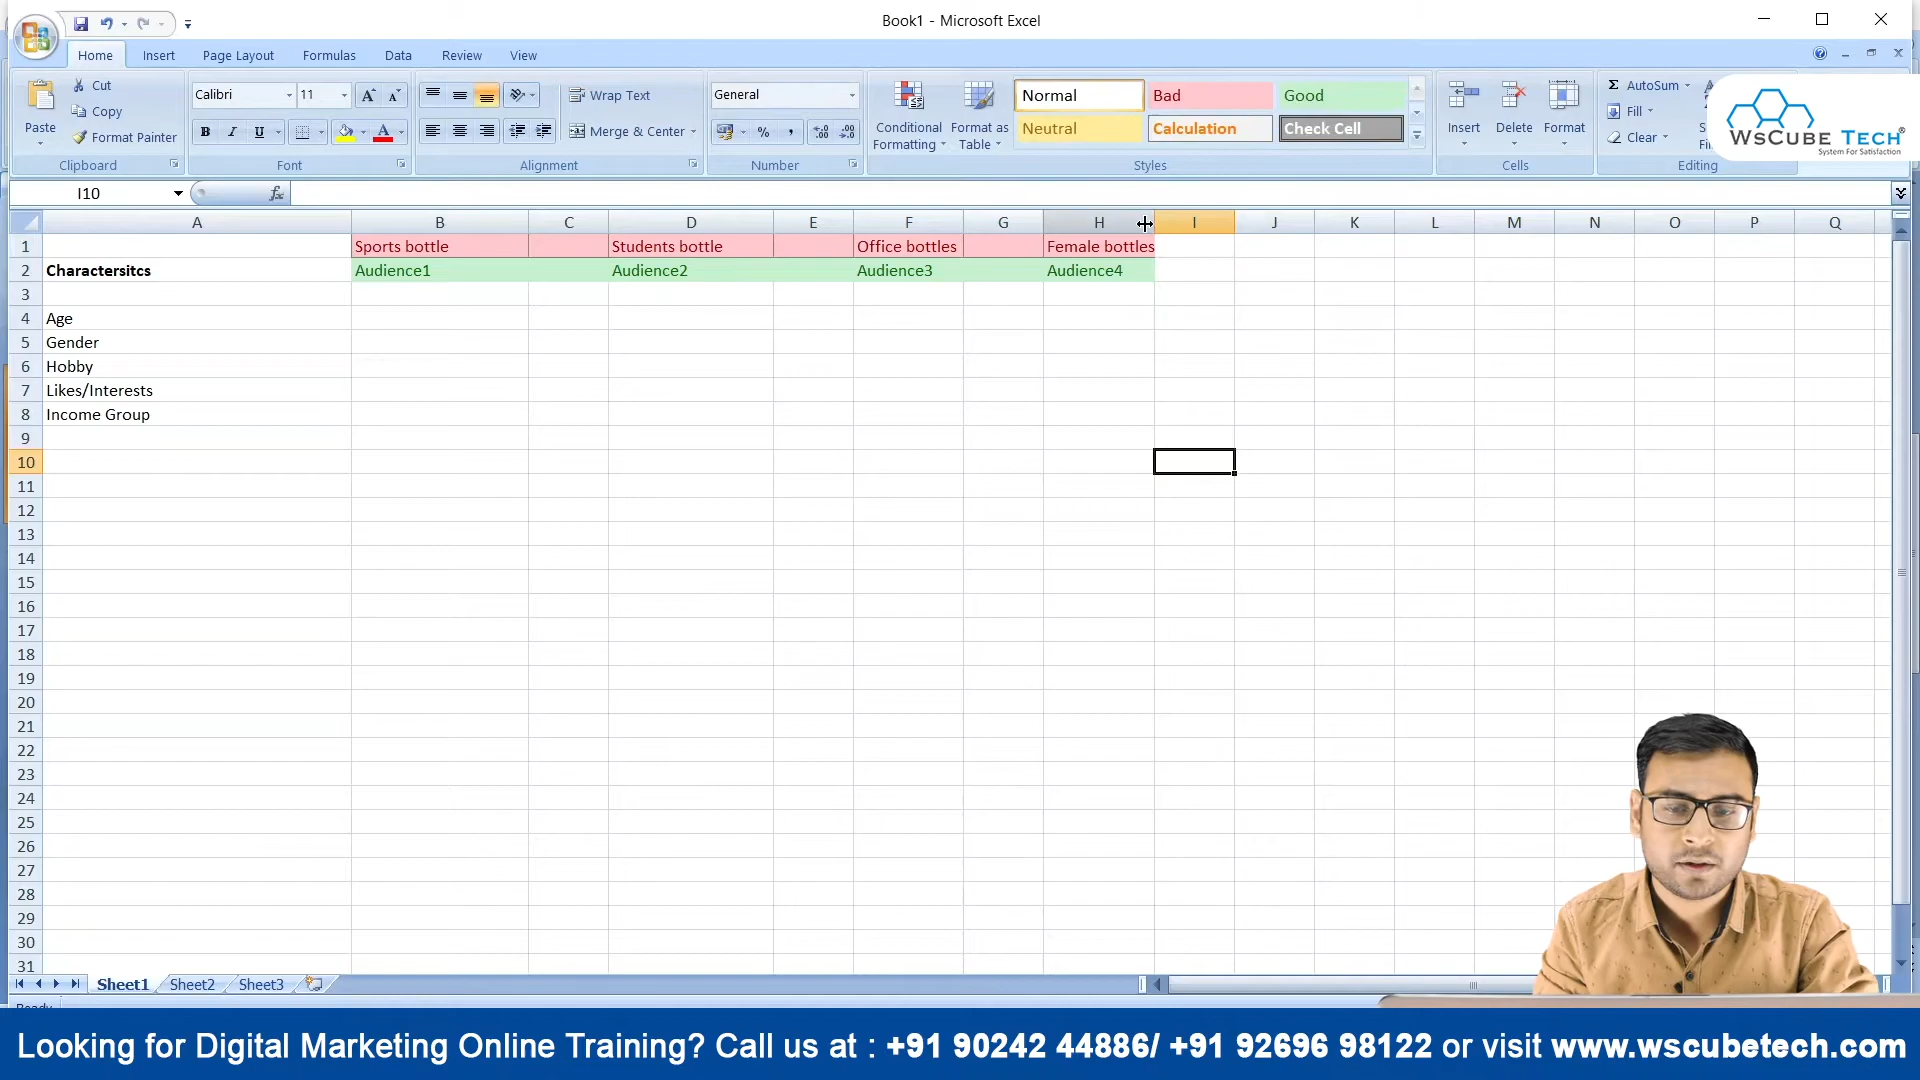 Book1 - Microsoft Excel
Home Insert Page Layout Formulas Data Review View
Paste
Cut
Copy
Format Painter
Clipboard
Calibri 11
B I U
Font
Wrap Text
Merge & Center
Alignment
General
Number
Conditional Formatting
Format as Table
Normal Bad Good
Neutral Calculation Check Cell
Styles
Insert Delete Format
Cells
Σ AutoSum
Fill
Clear
Editing
WsCube Tech®
System For Satisfaction
I10 fx
A B C D E F G H I J K L M N O P Q
1 Sports bottle Students bottle Office bottles Female bottles
2 Charactersitcs Audience1 Audience2 Audience3 Audience4
3
4 Age
5 Gender
6 Hobby
7 Likes/Interests
8 Income Group
9
10
11
12
13
14
15
16
17
18
19
20
21
22
23
24
25
26
27
28
29
30
31
Sheet1 Sheet2 Sheet3
Looking for Digital Marketing Online Training? Call us at : +91 90242 44886/ +91 92696 98122 or visit www.wscubetech.com